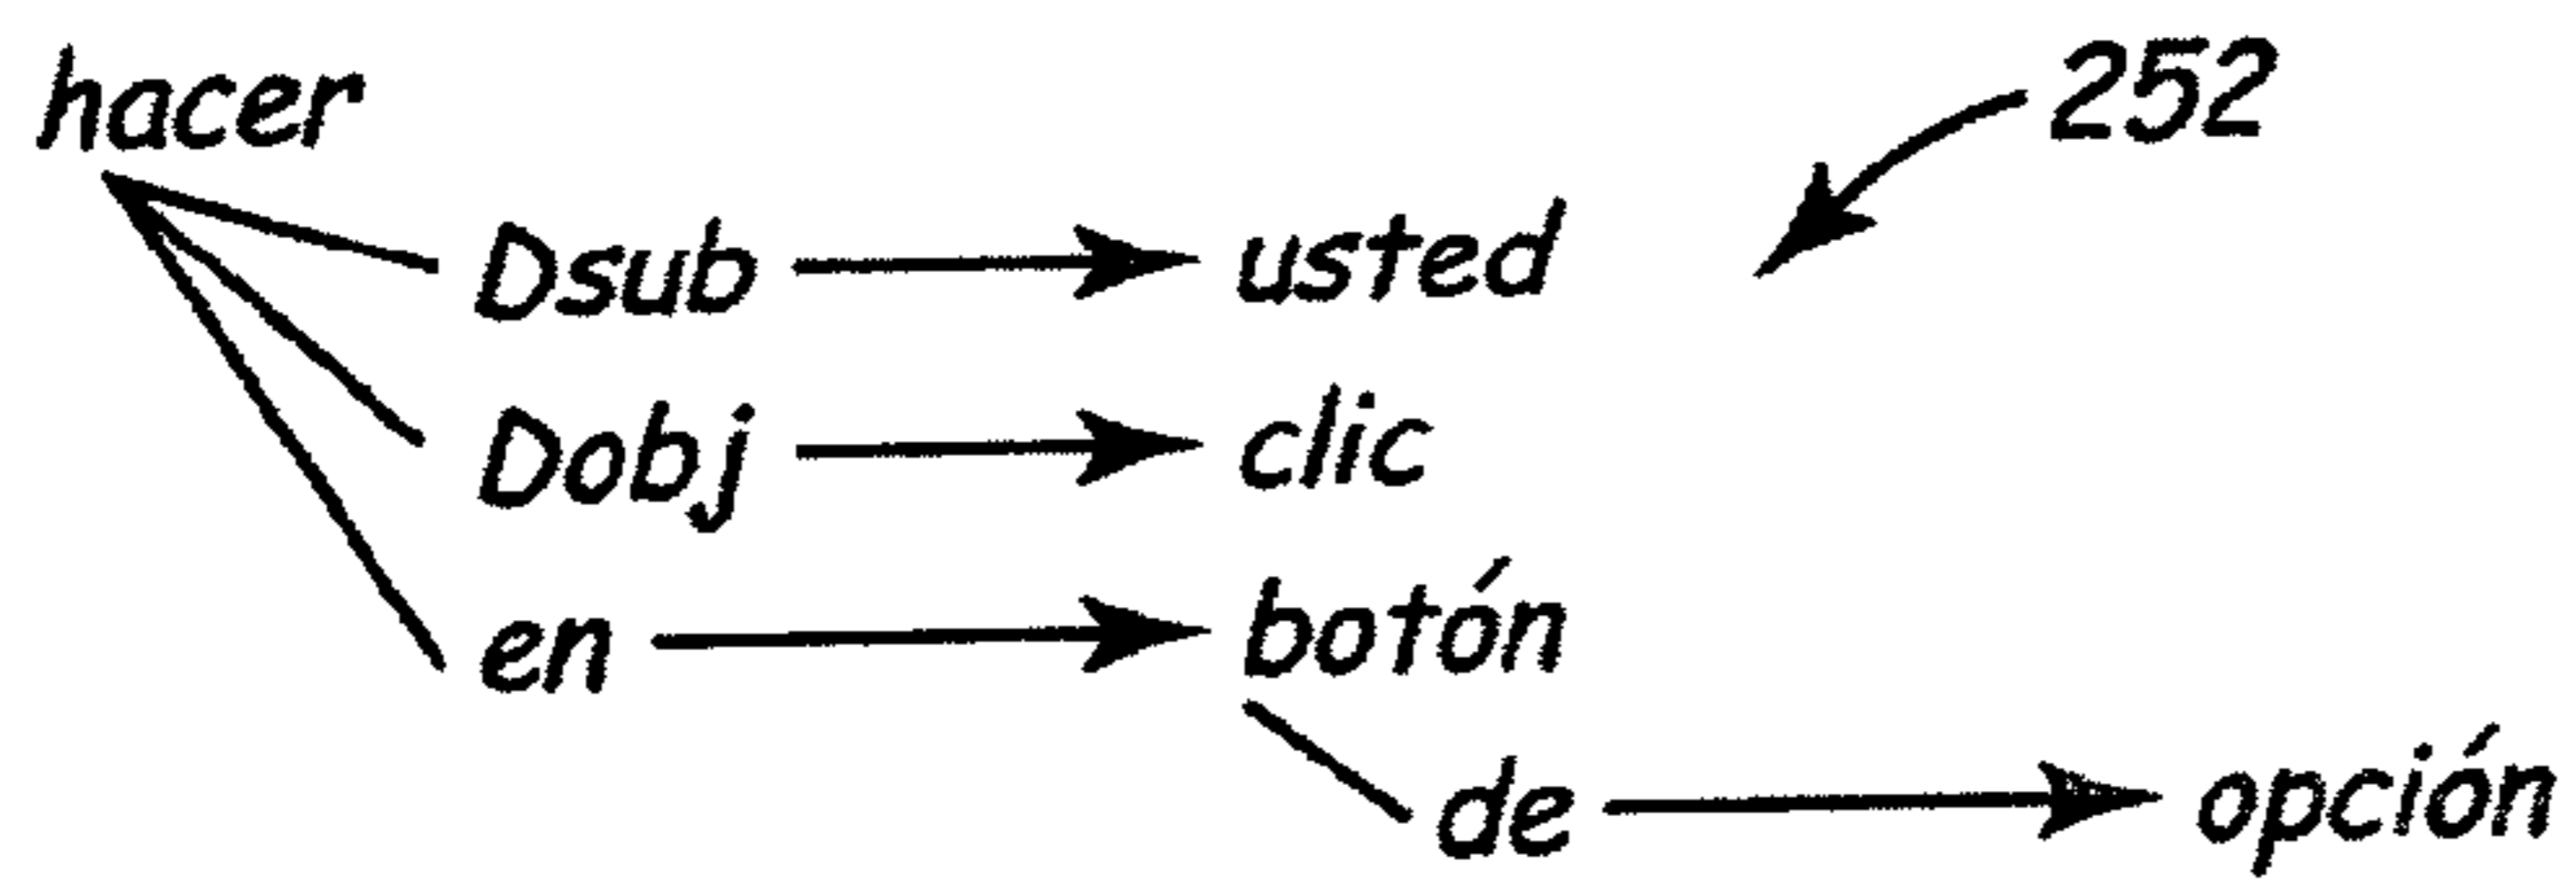 hacer
252
Dsub usted
Dobj clic
en botón
de opción